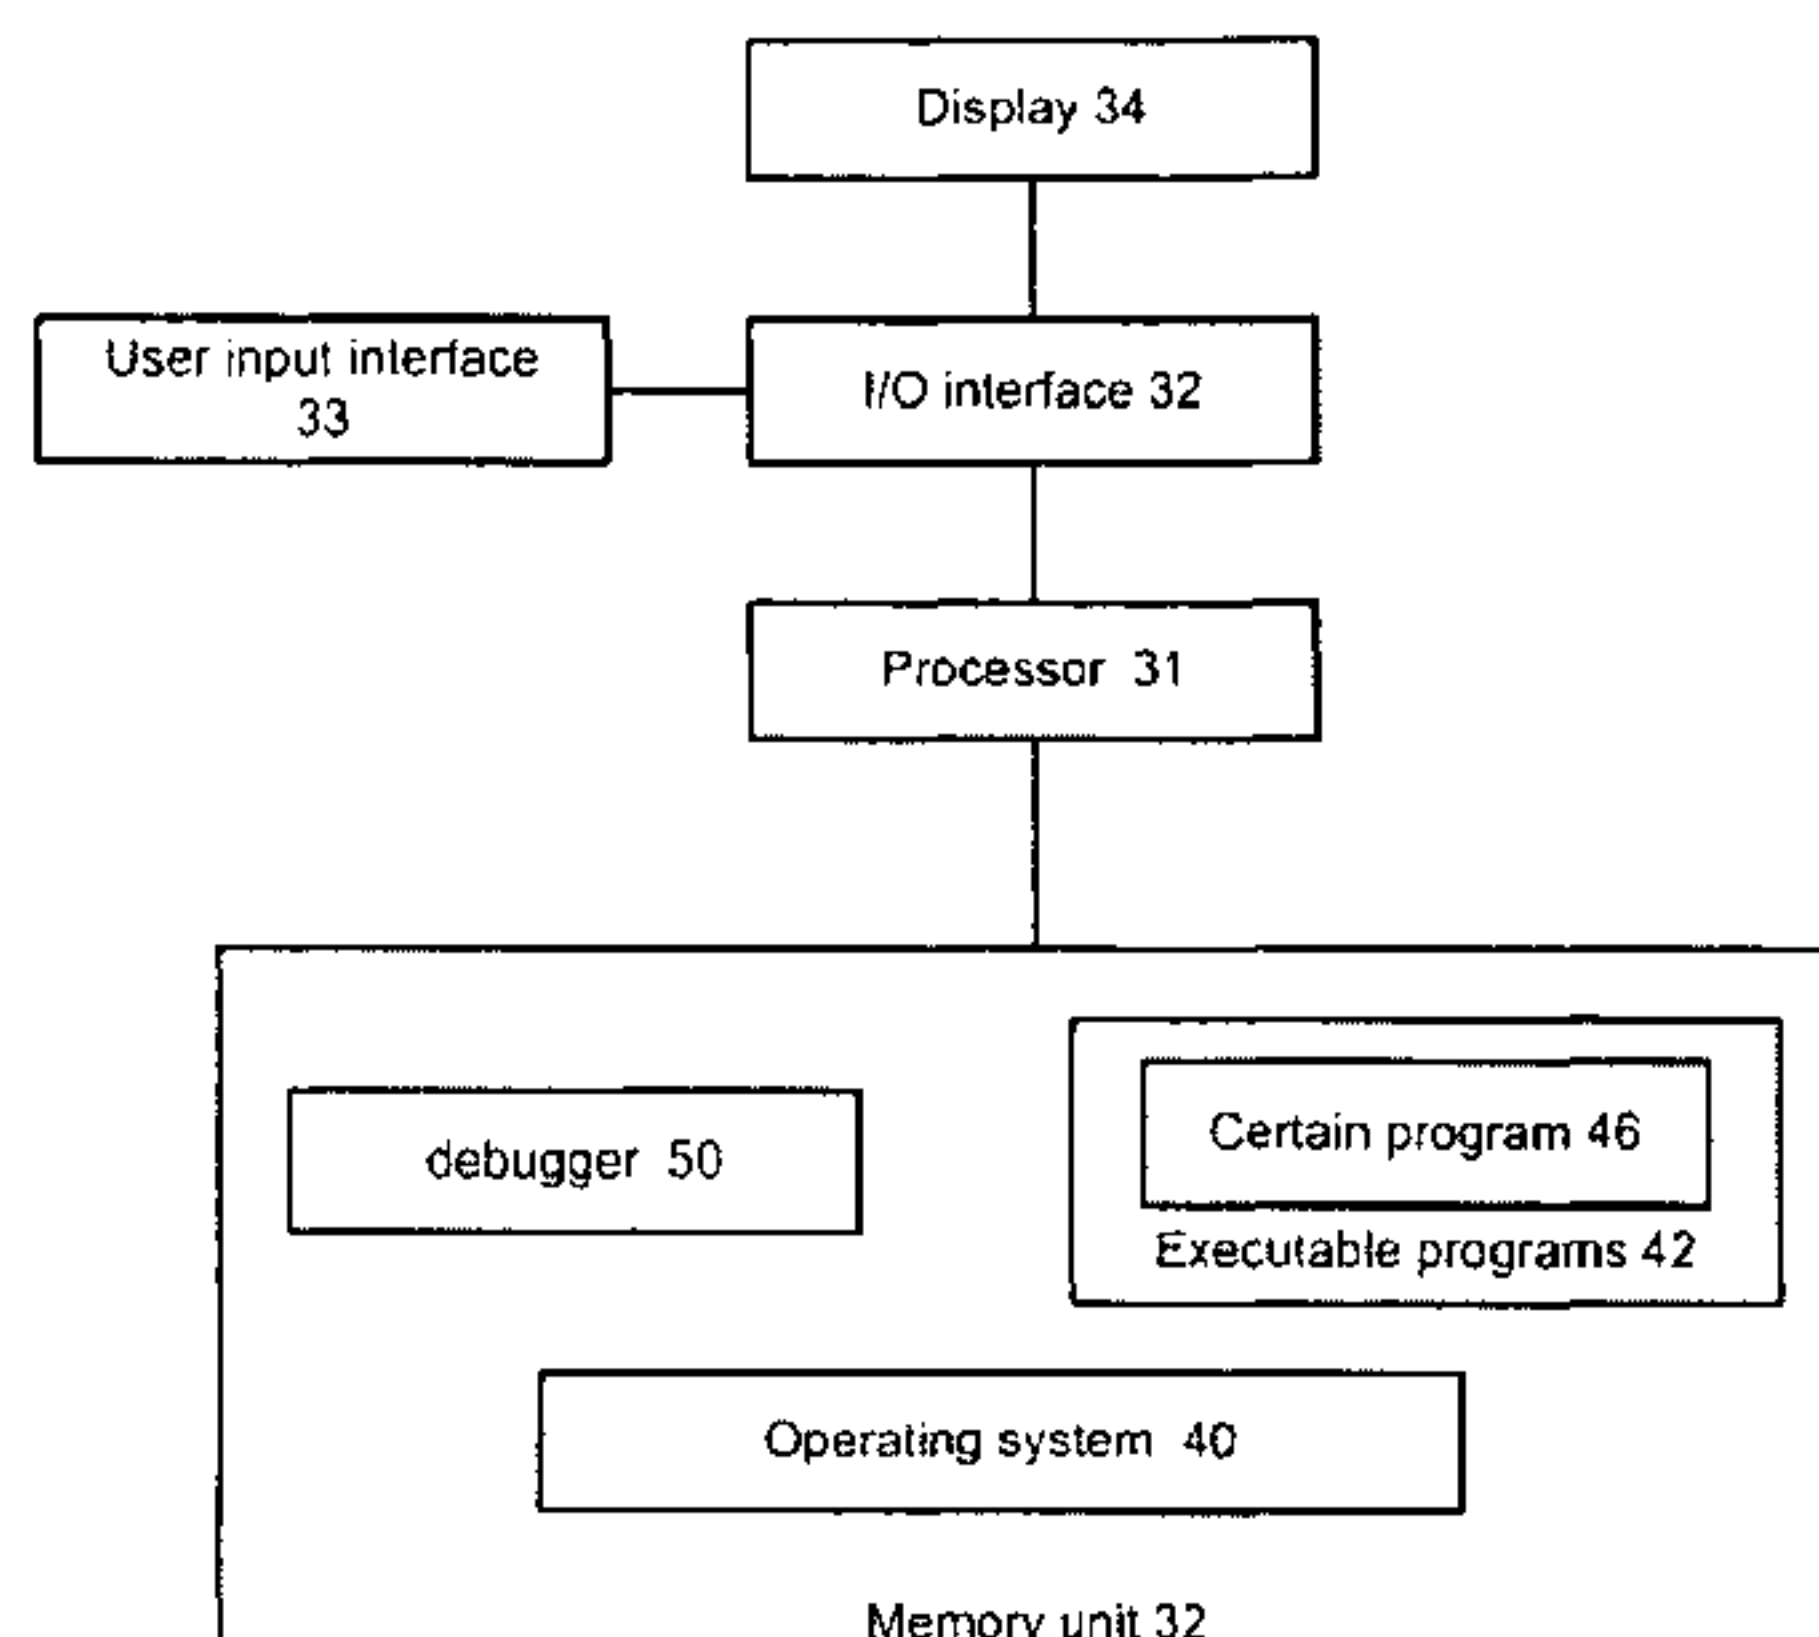 Display 34
User input interface
33
I/O interface 32
Processor 31
debugger 50
Certain program 46
Executable programs 42
Operating system 40
Memory unit 32